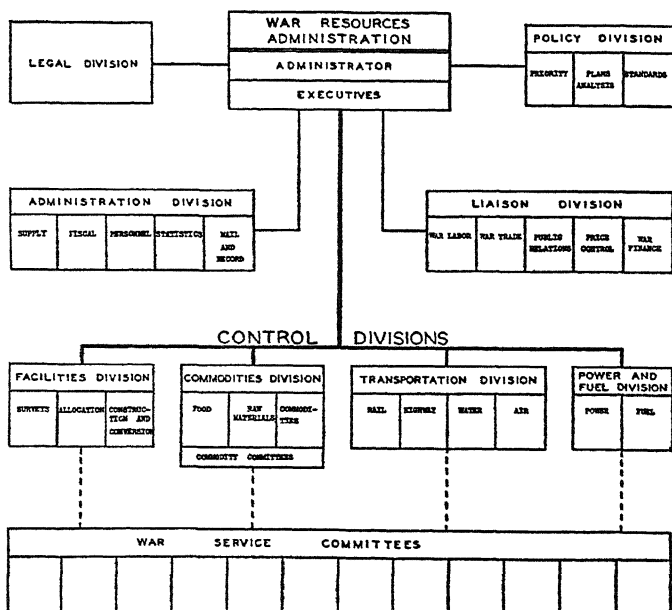 WAR RESOURCES
ADMINISTRATION
ADMINISTRATOR
EXECUTIVES
LEGAL DIVISION
POLICY DIVISION
PRIORITY
PLANS
ANALYSIS
STANDARDS
ADMINISTRATION DIVISION
SUPPLY
FISCAL
PERSONNEL
STATISTICS
MAIL
AND
RECORD
LIAISON DIVISION
WAR LABOR
WAR TRADE
PUBLIC
RELATIONS
PRICE
CONTROL
WAR
FINANCE
CONTROL DIVISIONS
FACILITIES DIVISION
SURVEYS
ALLOCATION
CONSTRUC-
TION AND
CONVERSION
COMMODITIES DIVISION
FOOD
RAW
MATERIALS
COMMODI-
TIES
COMMODITY COMMITTEES
TRANSPORTATION DIVISION
RAIL
HIGHWAY
WATER
AIR
POWER AND
FUEL DIVISION
POWER
FUEL
WAR SERVICE COMMITTEES